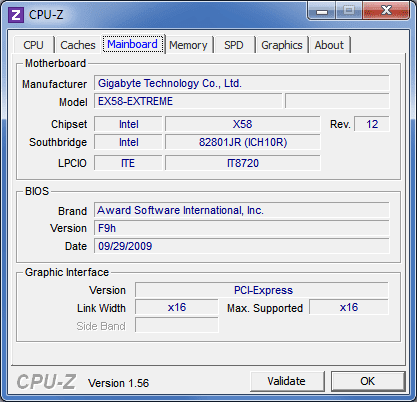 CPU-Z
CPU Caches Mainboard Memory SPD Graphics About
Motherboard
Manufacturer Gigabyte Technology Co., Ltd.
Model EX58-EXTREME
Chipset Intel X58 Rev. 12
Southbridge Intel 82801JR (ICH10R)
LPCIO ITE IT8720
BIOS
Brand Award Software International, Inc.
Version F9h
Date 09/29/2009
Graphic Interface
Version PCI-Express
Link Width x16 Max. Supported x16
Side Band
CPU-Z Version 1.56 Validate OK